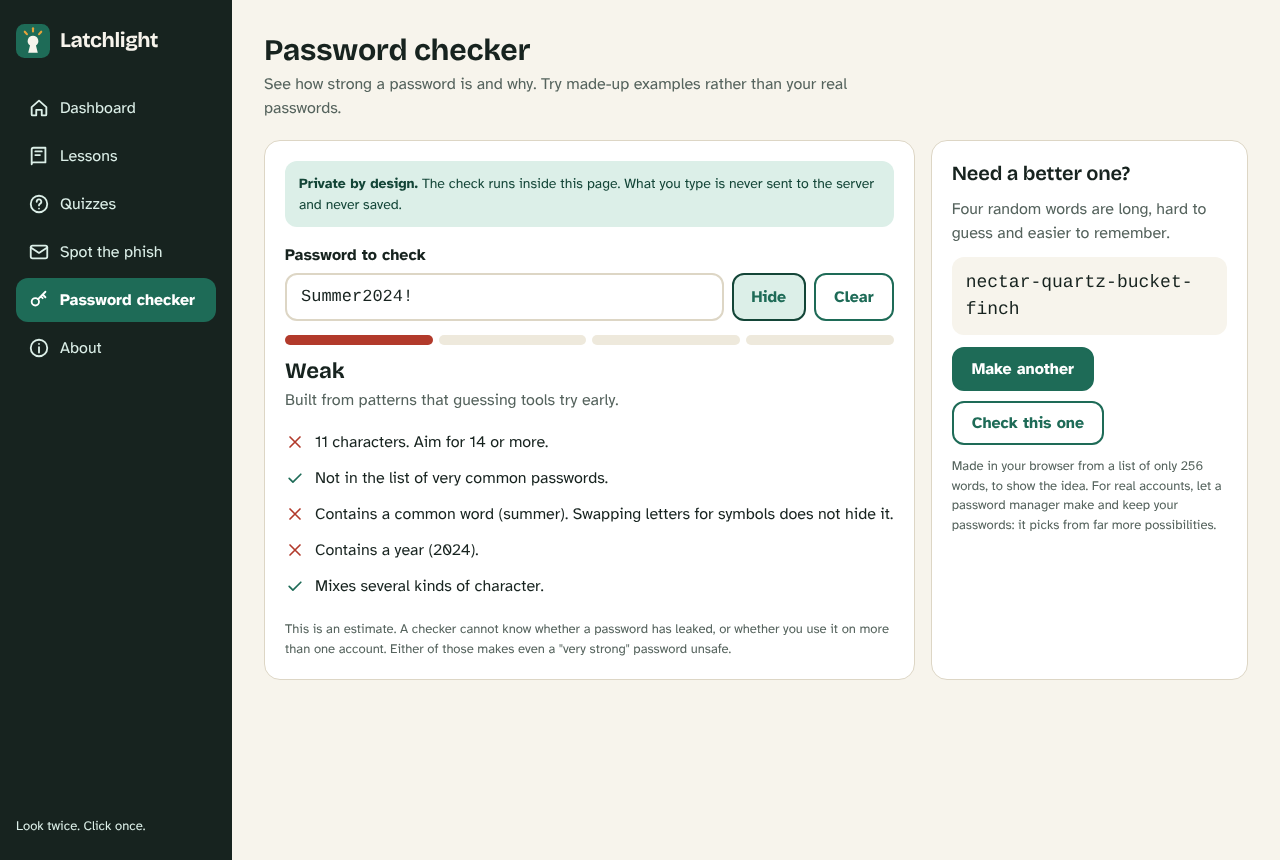 Latchlight
Dashboard
Lessons
Quizzes
Spot the phish
Password checker
About
Look twice. Click once.
Password checker
See how strong a password is and why. Try made-up examples rather than your real
passwords.
Private by design. The check runs inside this page. What you type is never sent to the server
and never saved.
Password to check
Summer2024!
Hide
Clear
Weak
Built from patterns that guessing tools try early.
11 characters. Aim for 14 or more.
Not in the list of very common passwords.
Contains a common word (summer). Swapping letters for symbols does not hide it.
Contains a year (2024).
Mixes several kinds of character.
This is an estimate. A checker cannot know whether a password has leaked, or whether you use it on more
than one account. Either of those makes even a "very strong" password unsafe.
Need a better one?
Four random words are long, hard to
guess and easier to remember.
nectar-quartz-bucket-
finch
Make another
Check this one
Made in your browser from a list of only 256
words, to show the idea. For real accounts, let a
password manager make and keep your
passwords: it picks from far more possibilities.